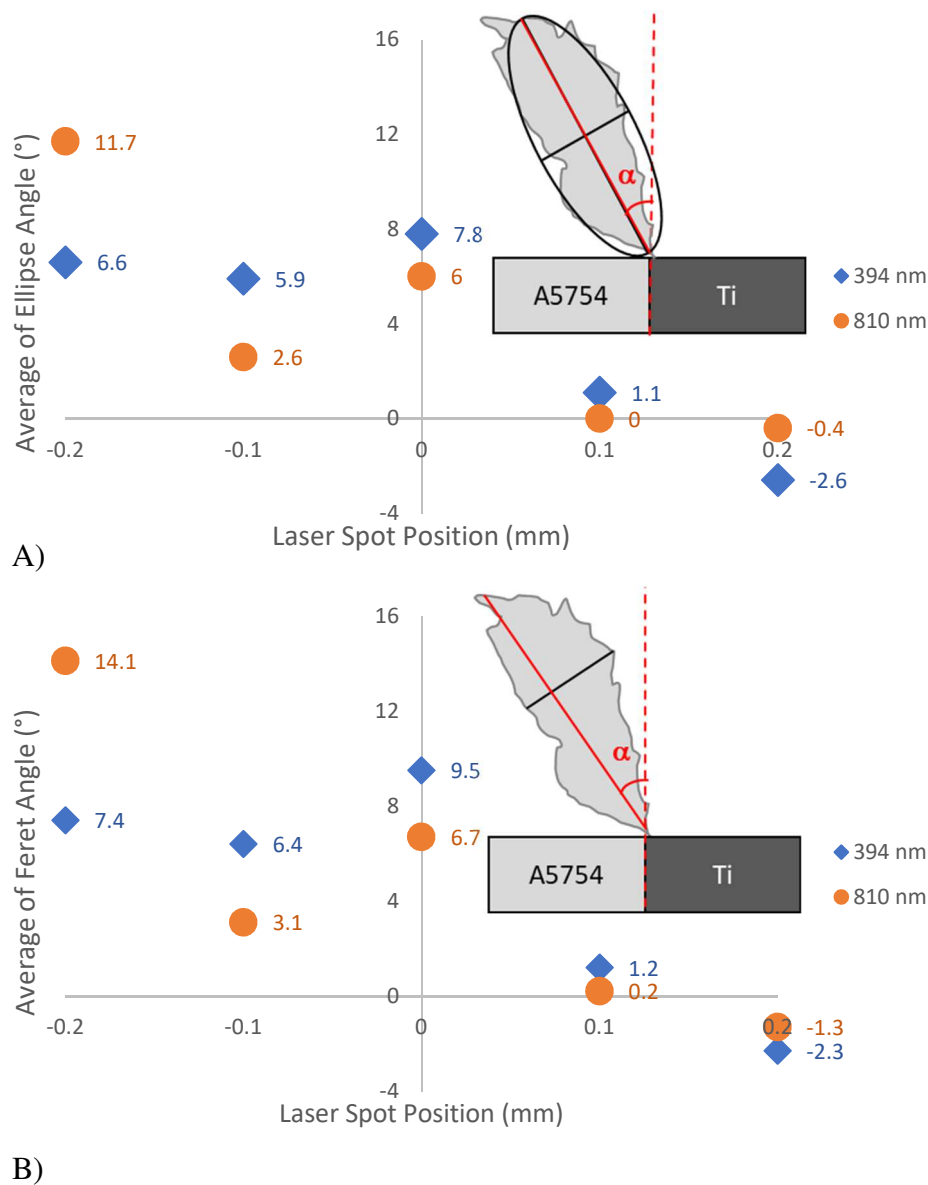 16
Average of Ellipse Angle (°)
12
11.7
α
8
7.8
6.6
5.9
6
A5754
Ti
394 nm
810 nm
4
2.6
1.1
0
0
-0.4
-0.2
-0.1
0
0.1
0.2
-2.6
-4
Laser Spot Position (mm)
A)
16
Average of Feret Angle (°)
14.1
12
α
9.5
8
7.4
6.4
6.7
A5754
Ti
394 nm
810 nm
4
3.1
1.2
0.2
0
-0.2
-0.1
0
0.1
0.2
-1.3
-2.3
-4
Laser Spot Position (mm)
B)